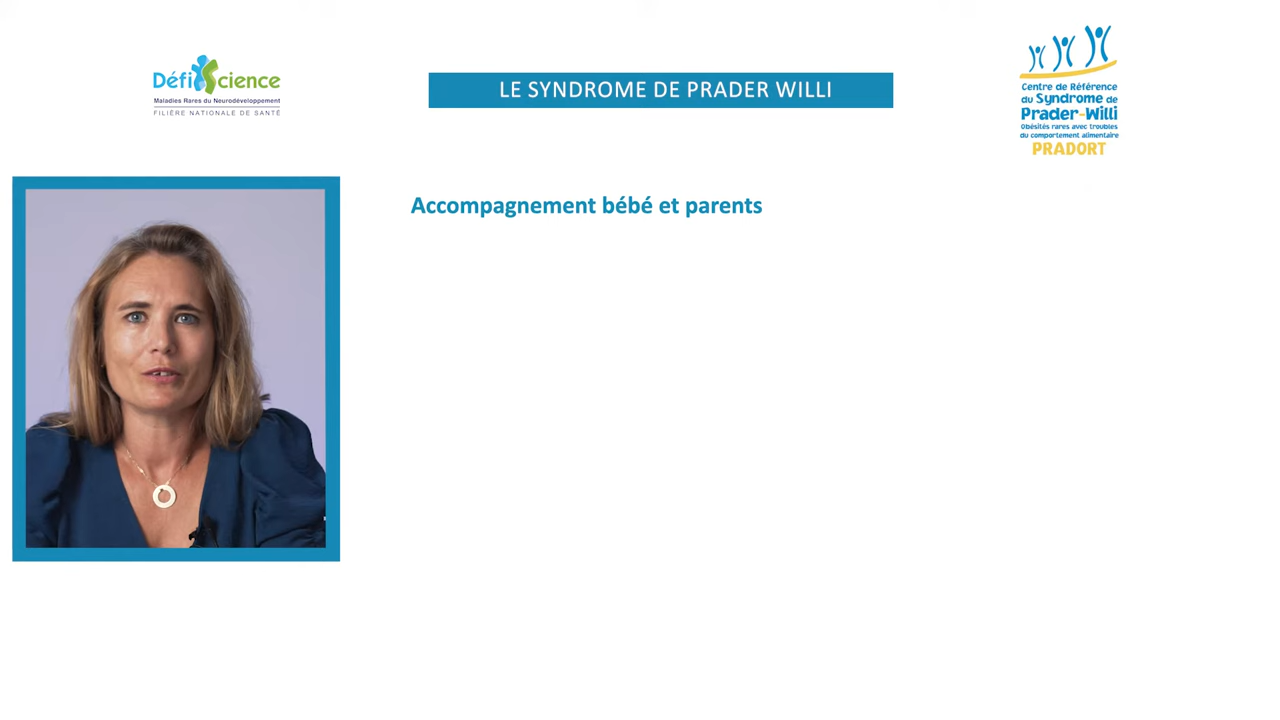 Défi Science
Maladies Rares du Neurodéveloppement
FILIÈRE NATIONALE DE SANTÉ
LE SYNDROME DE PRADER WILLI
Centre de Référence
du Syndrome de
Prader-Willi
Obésités rares avec troubles
du comportement alimentaire
PRADORT
Accompagnement bébé et parents